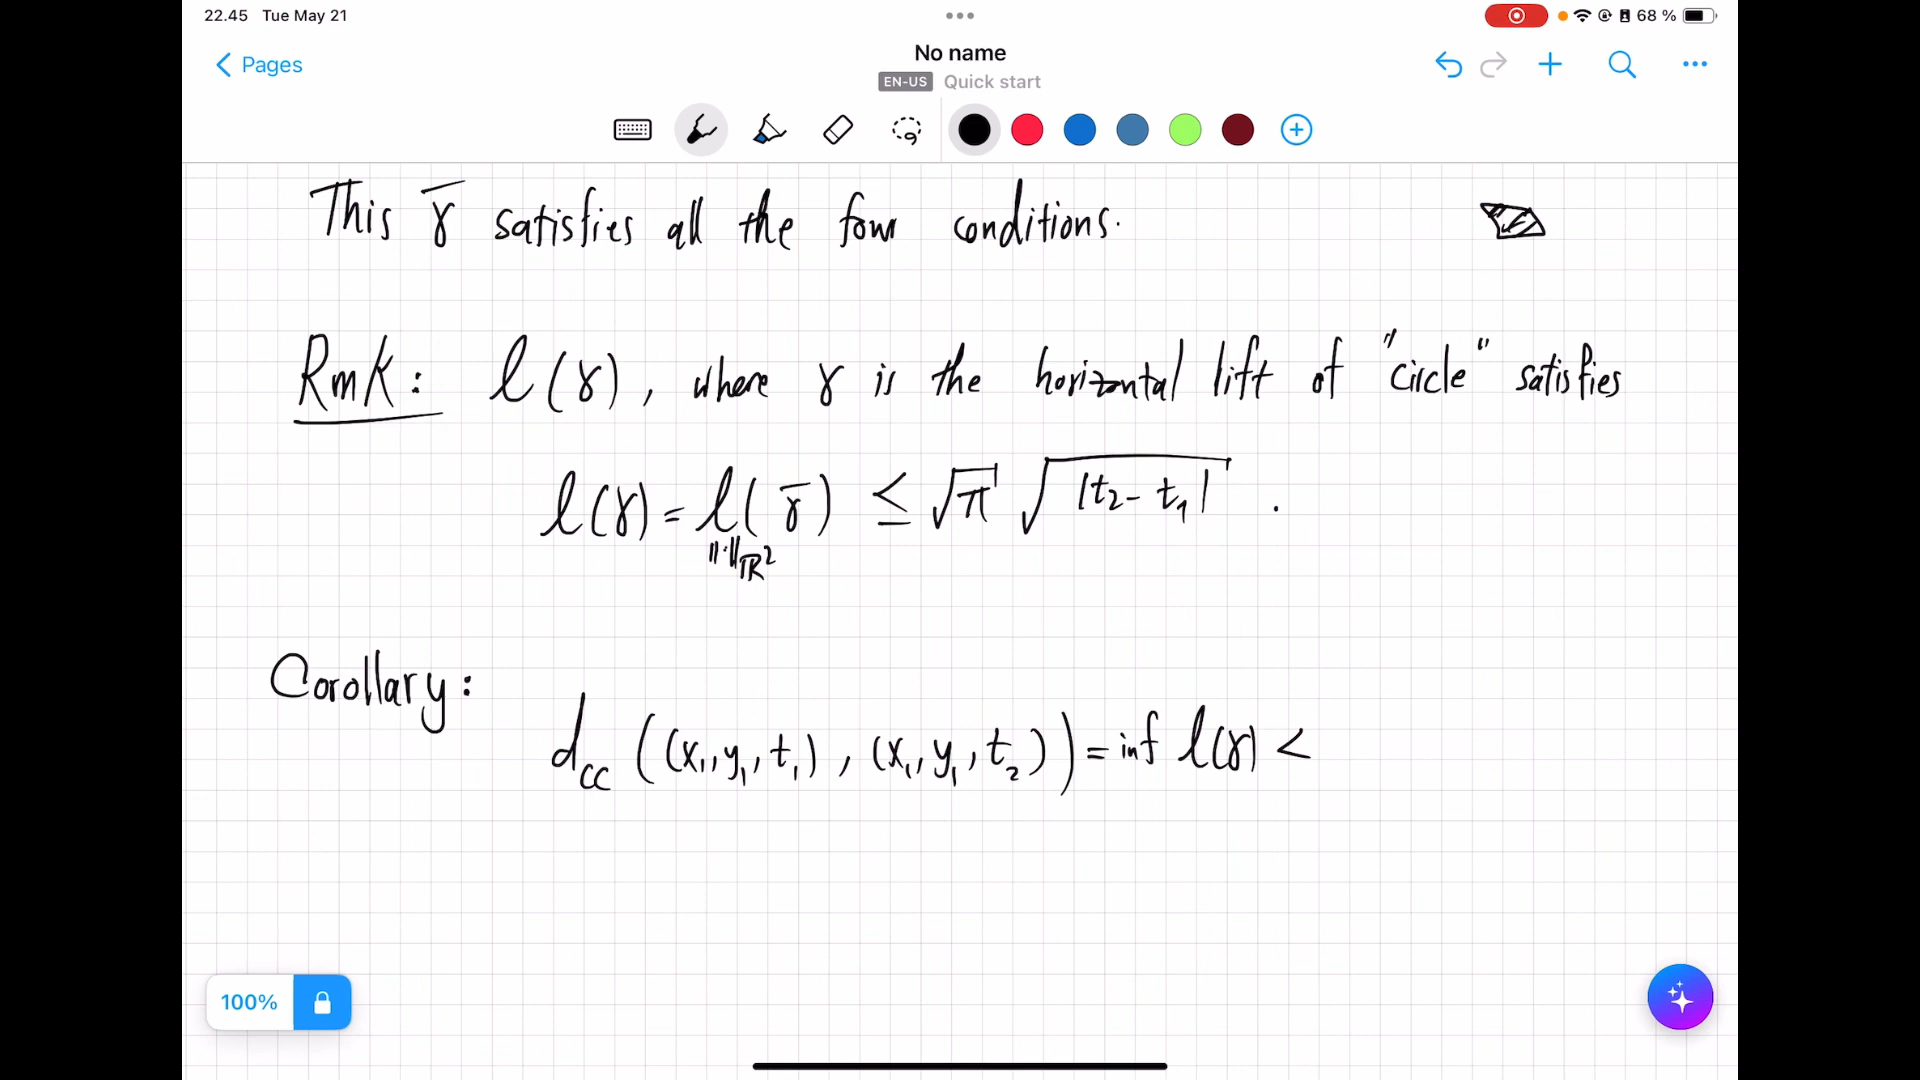 22.45 Tue May 21
68 %
No name
Pages
EN-US Quick start
This γ̅ satisfies all the four conditions.
Rmk: l(γ), where γ is the horizontal lift of "circle" satisfies
l(γ) = l_{‖·‖_{ℝ²}}(γ̅) ≤ √π √|t₂ - t₁| .
Corollary:
d_cc((x₁, y₁, t₁), (x₁, y₁, t₂)) = inf l(γ) <
100%